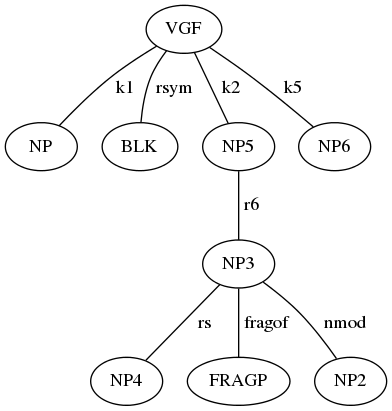 VGF
k1 rsym k2 k5
NP BLK NP5 NP6
r6
NP3
rs fragof nmod
NP4 FRAGP NP2